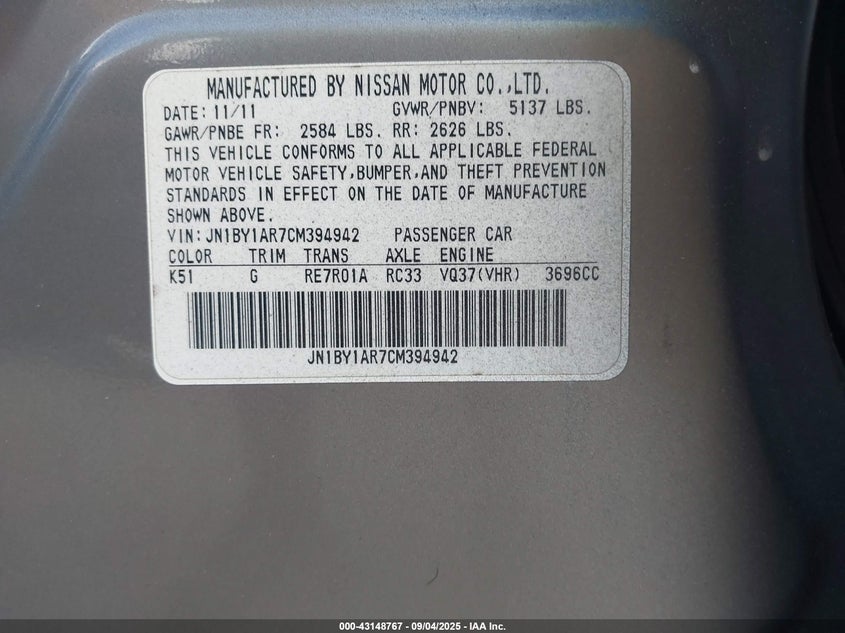 MANUFACTURED BY NISSAN MOTOR CO.,LTD.
DATE: 11/11 GVWR/PNBV: 5137 LBS.
GAWR/PNBE FR: 2584 LBS. RR: 2626 LBS.
THIS VEHICLE CONFORMS TO ALL APPLICABLE FEDERAL
MOTOR VEHICLE SAFETY,BUMPER,AND THEFT PREVENTION
STANDARDS IN EFFECT ON THE DATE OF MANUFACTURE
SHOWN ABOVE.
VIN:JN1BY1AR7CM394942 PASSENGER CAR
COLOR TRIM TRANS AXLE ENGINE
K51 G RE7R01A RC33 VQ37(VHR) 3696CC
JN1BY1AR7CM394942
000-43148767 - 09/04/2025 - IAA Inc.